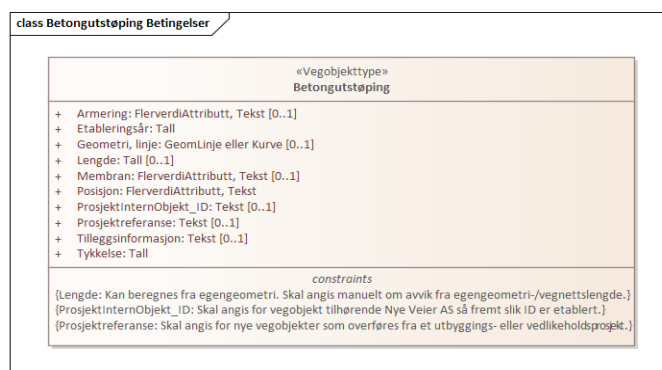 class Betongutstøping Betingelser
«Vegobjekttype»
Betongutstøping
+ Armering: FlerverdiAttributt, Tekst [0..1]
+ Etableringsår: Tall
+ Geometri, linje: GeomLinje eller Kurve [0..1]
+ Lengde: Tall [0..1]
+ Membran: FlerverdiAttributt, Tekst [0..1]
+ Posisjon: FlerverdiAttributt, Tekst
+ ProsjektInternObjekt_ID: Tekst [0..1]
+ Prosjektreferanse: Tekst [0..1]
+ Tilleggsinformasjon: Tekst [0..1]
+ Tykkelse: Tall
constraints
{Lengde: Kan beregnes fra egengeometri. Skal angis manuelt om avvik fra egengeometri-/vegnettslengde.}
{ProsjektInternObjekt_ID: Skal angis for vegobjekt tilhørende Nye Veier AS så fremt slik ID er etablert.}
{Prosjektreferanse: Skal angis for nye vegobjekter som overføres fra et utbyggings- eller vedlikeholdsprosjekt.}